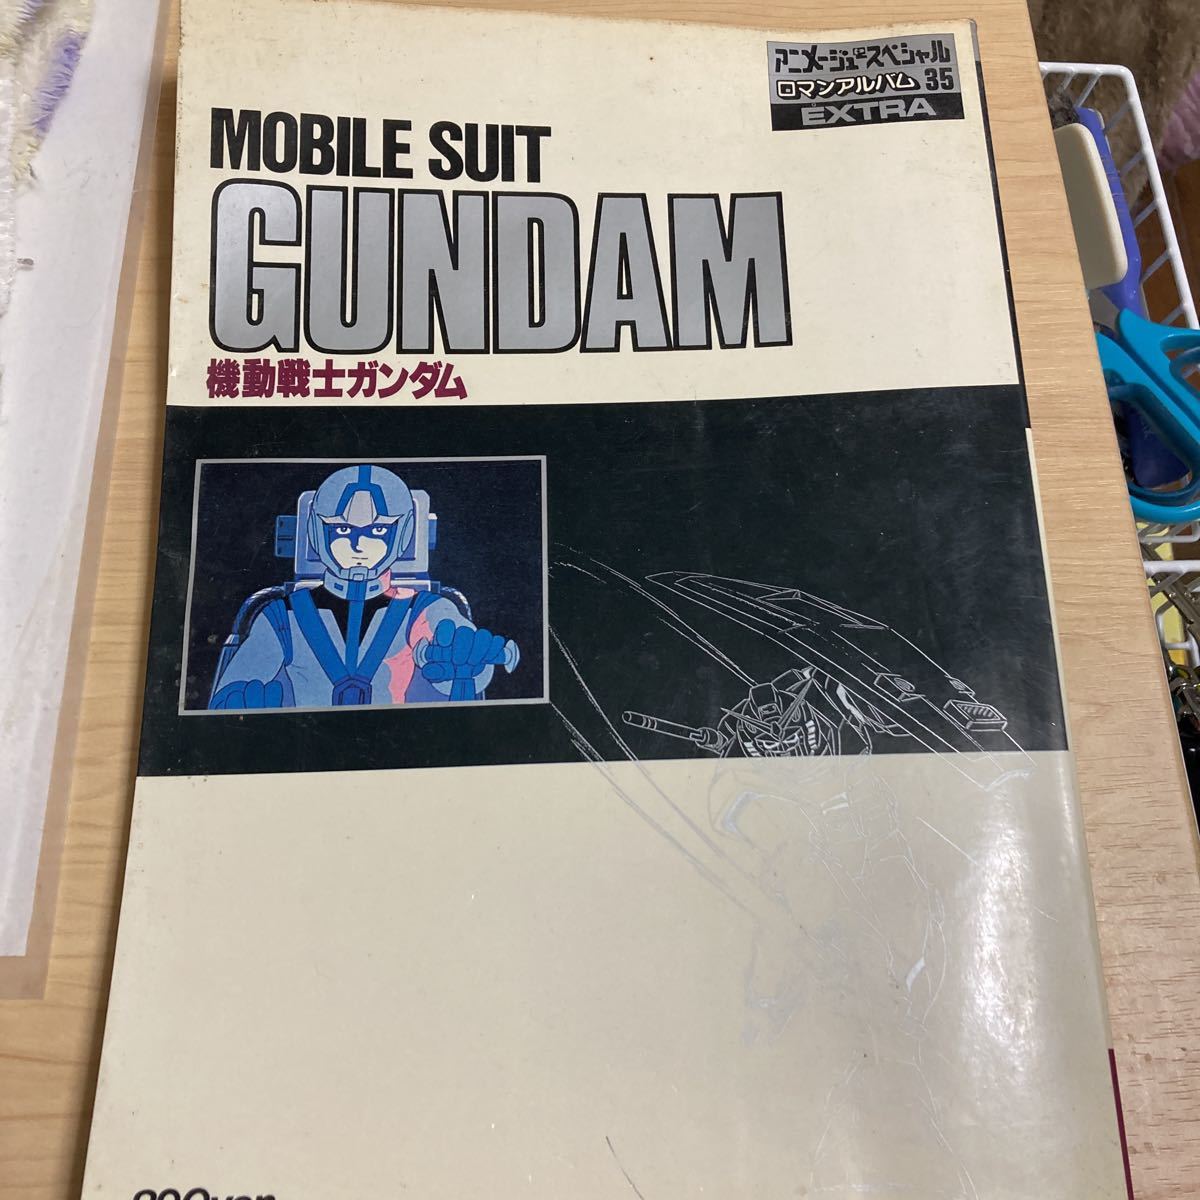 アニメージュスペシャル
ロマンアルバム 35
EXTRA
MOBILE SUIT
GUNDAM
機動戦士ガンダム